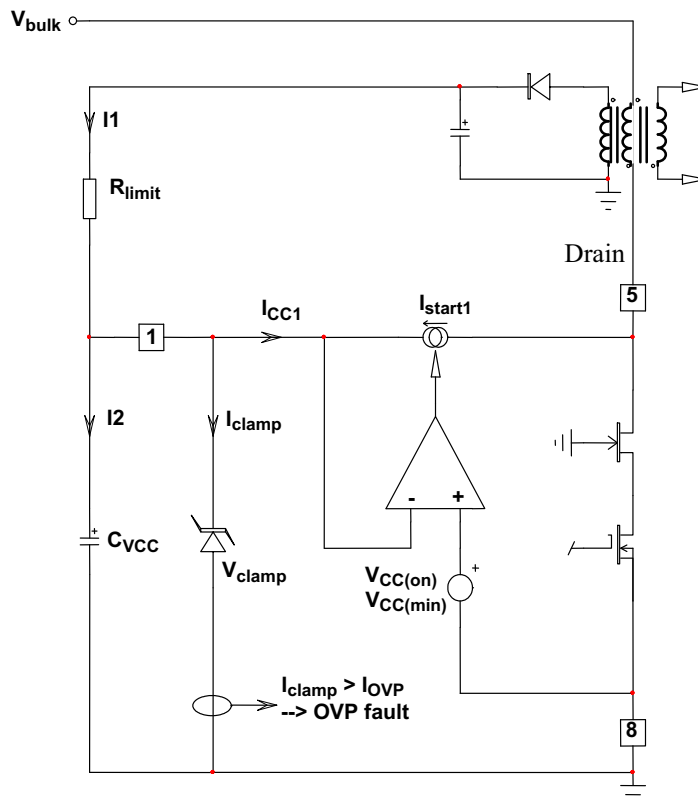 Vbulk
I1
Rlimit
Drain
5
Istart1
ICC1
1
I2
Iclamp
- +
CVCC
Vclamp
VCC(on)
VCC(min)
+
+
+
Iclamp > IOVP
--> OVP fault
8